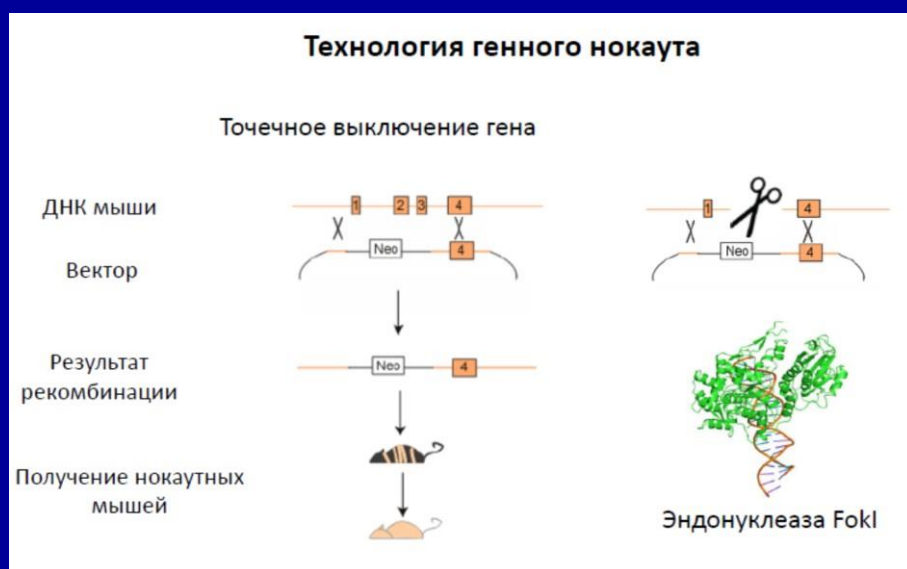 Технология генного нокаута
Точечное выключение гена
ДНК мыши
1 2 3 4
1 4
Вектор
Neo 4
Neo 4
Результат
рекомбинации
Neo 4
Получение нокаутных
мышей
Эндонуклеаза FokI